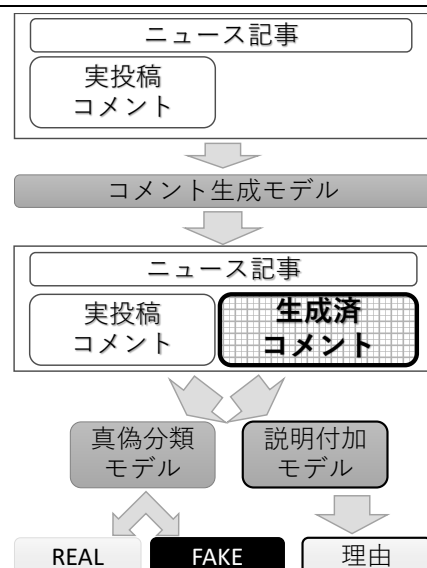 ニュース記事
実投稿
コメント
コメント生成モデル
ニュース記事
実投稿
コメント
生成済
コメント
真偽分類
モデル
説明付加
モデル
REAL
FAKE
理由